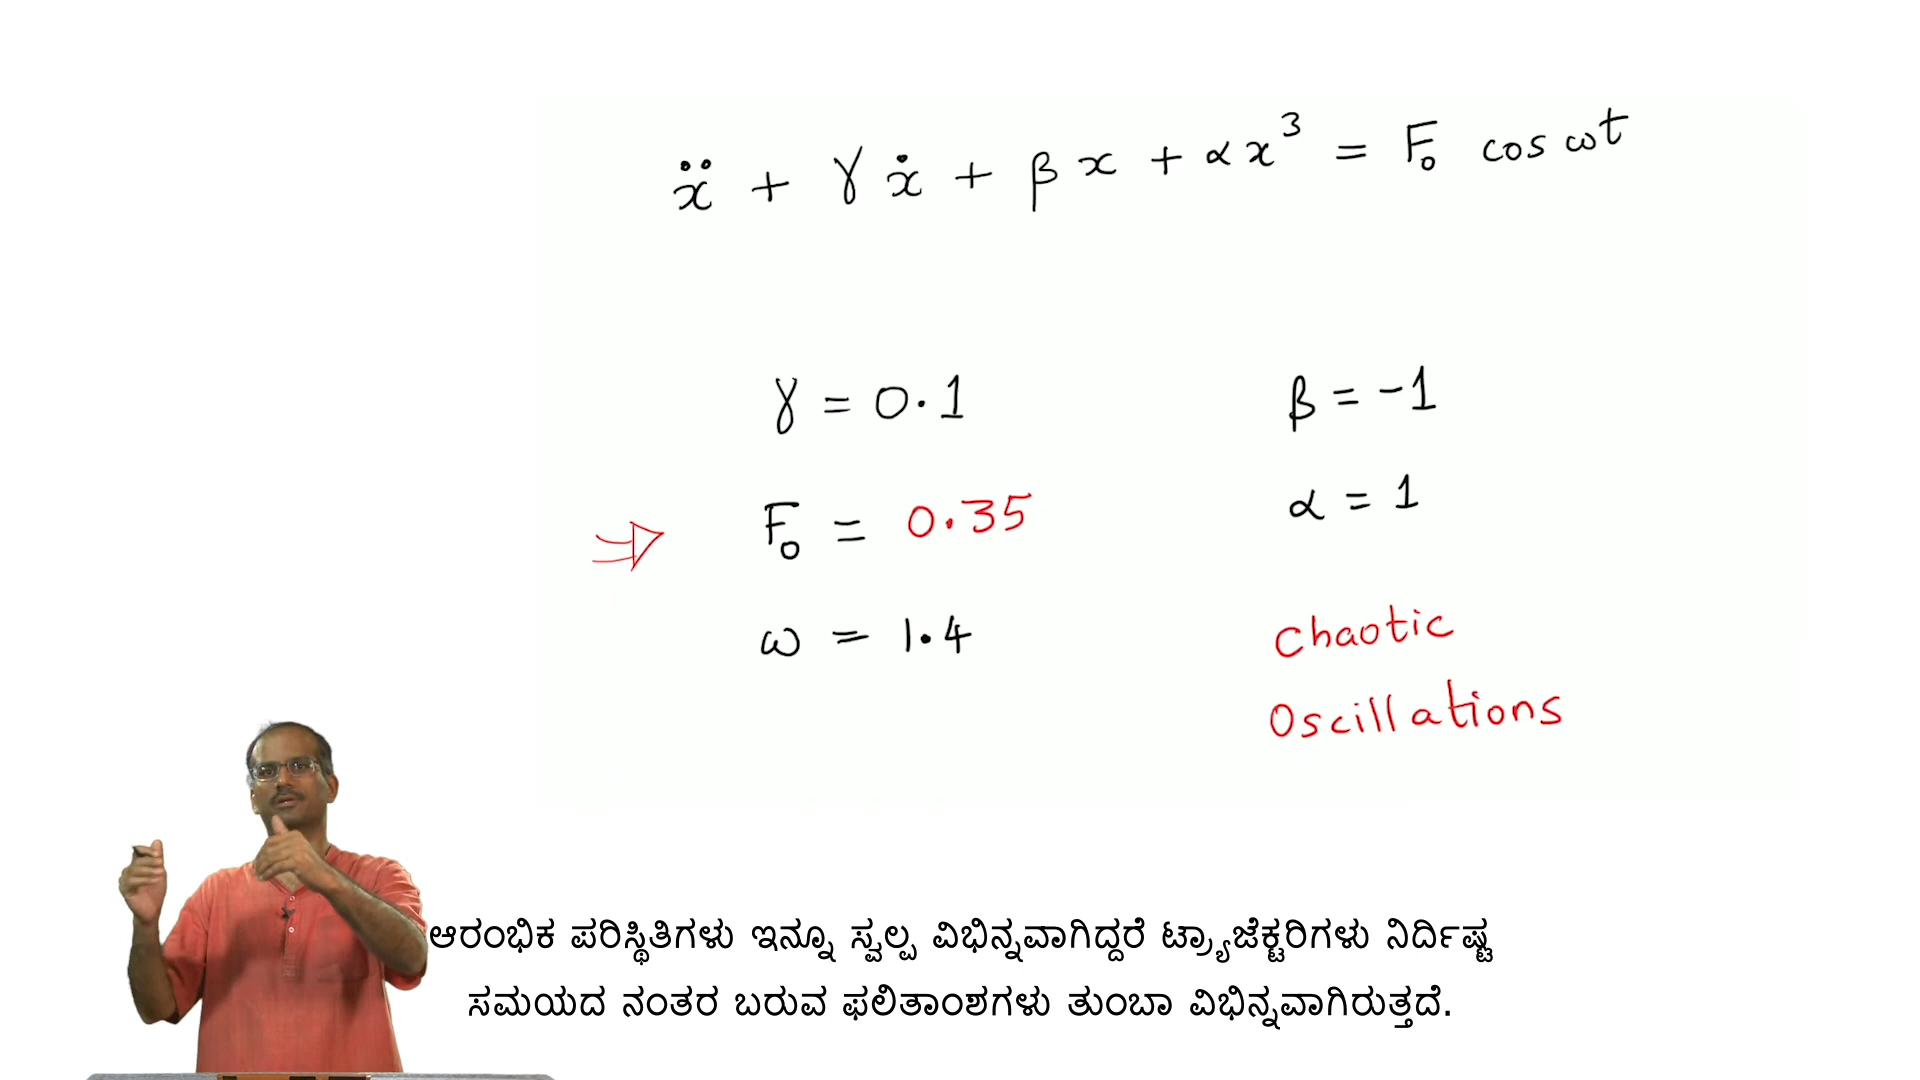 ẍ + γẋ + βx + αx³ = F₀ cos ωt
γ = 0.1
β = -1
F₀ = 0.35
α = 1
ω = 1.4
Chaotic
Oscillations
ಆರಂಭಿಕ ಪರಿಸ್ಥಿತಿಗಳು ಇನ್ನೂ ಸ್ವಲ್ಪ ವಿಭಿನ್ನವಾಗಿದ್ದರೆ ಟ್ರ್ಯಾಜೆಕ್ಟರಿಗಳು ನಿರ್ದಿಷ್ಟ
ಸಮಯದ ನಂತರ ಬರುವ ಫಲಿತಾಂಶಗಳು ತುಂಬಾ ವಿಭಿನ್ನವಾಗಿರುತ್ತದೆ.